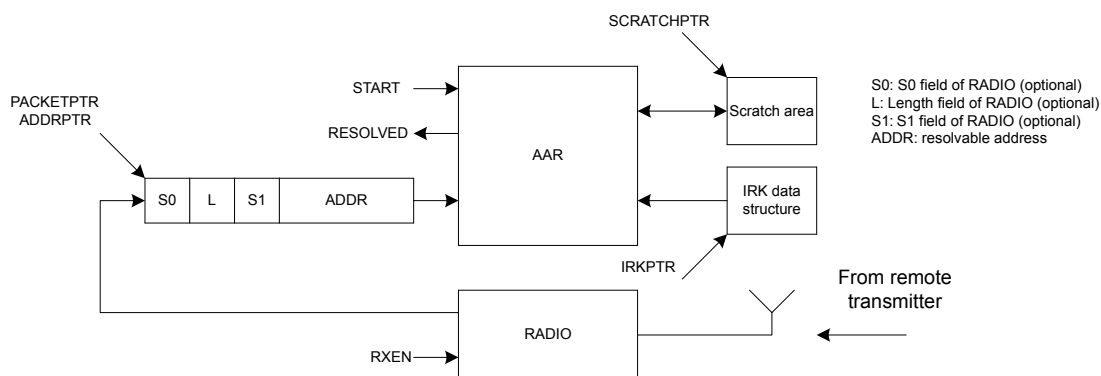 SCRATCHPTR
START
PACKETPTR
ADDRPTR
RESOLVED
AAR
Scratch area
S0: S0 field of RADIO (optional)
L: Length field of RADIO (optional)
S1: S1 field of RADIO (optional)
ADDR: resolvable address
S0 L S1 ADDR
IRK data
structure
IRKPTR
From remote
transmitter
RADIO
RXEN